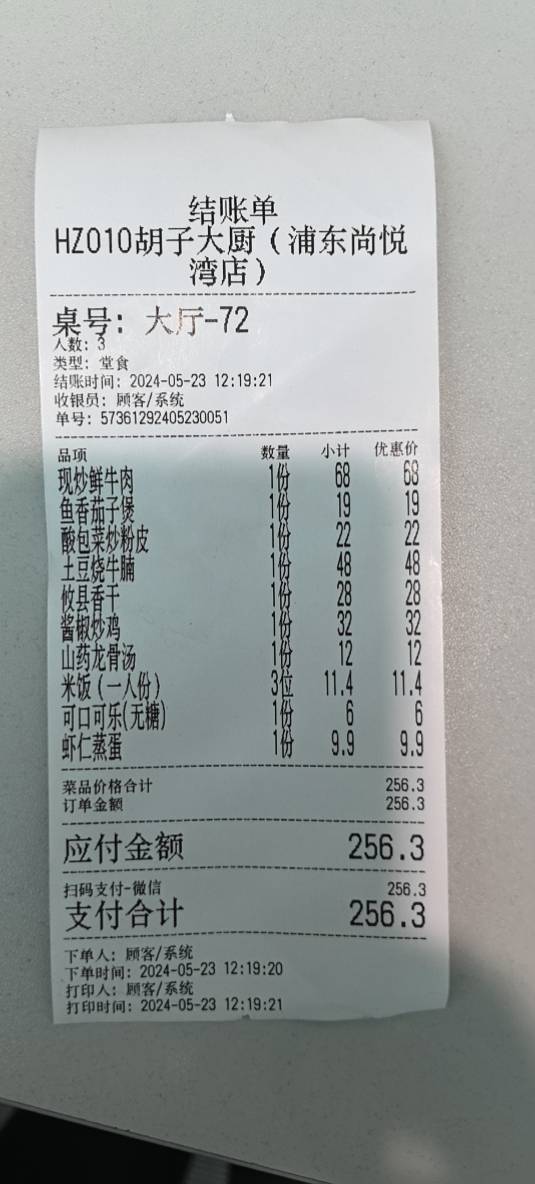 结账单
HZ010胡子大厨（浦东尚悦
湾店）
桌号：大厅-72
人数：3
类型：堂食
结账时间：2024-05-23 12:19:21
收银员：顾客/系统
单号：57361292405230051
品项 数量 小计 优惠价
现炒鲜牛肉 1份 68 68
鱼香茄子煲 1份 19 19
酸包菜炒粉皮 1份 22 22
土豆烧牛腩 1份 48 48
攸县香干 1份 28 28
酱椒炒鸡 1份 32 32
山药龙骨汤 1份 12 12
米饭（一人份） 3位 11.4 11.4
可口可乐(无糖) 1份 6 6
虾仁蒸蛋 1份 9.9 9.9
菜品价格合计 256.3
订单金额 256.3
应付金额 256.3
扫码支付-微信 256.3
支付合计 256.3
下单人：顾客/系统
下单时间：2024-05-23 12:19:20
打印人：顾客/系统
打印时间：2024-05-23 12:19:21